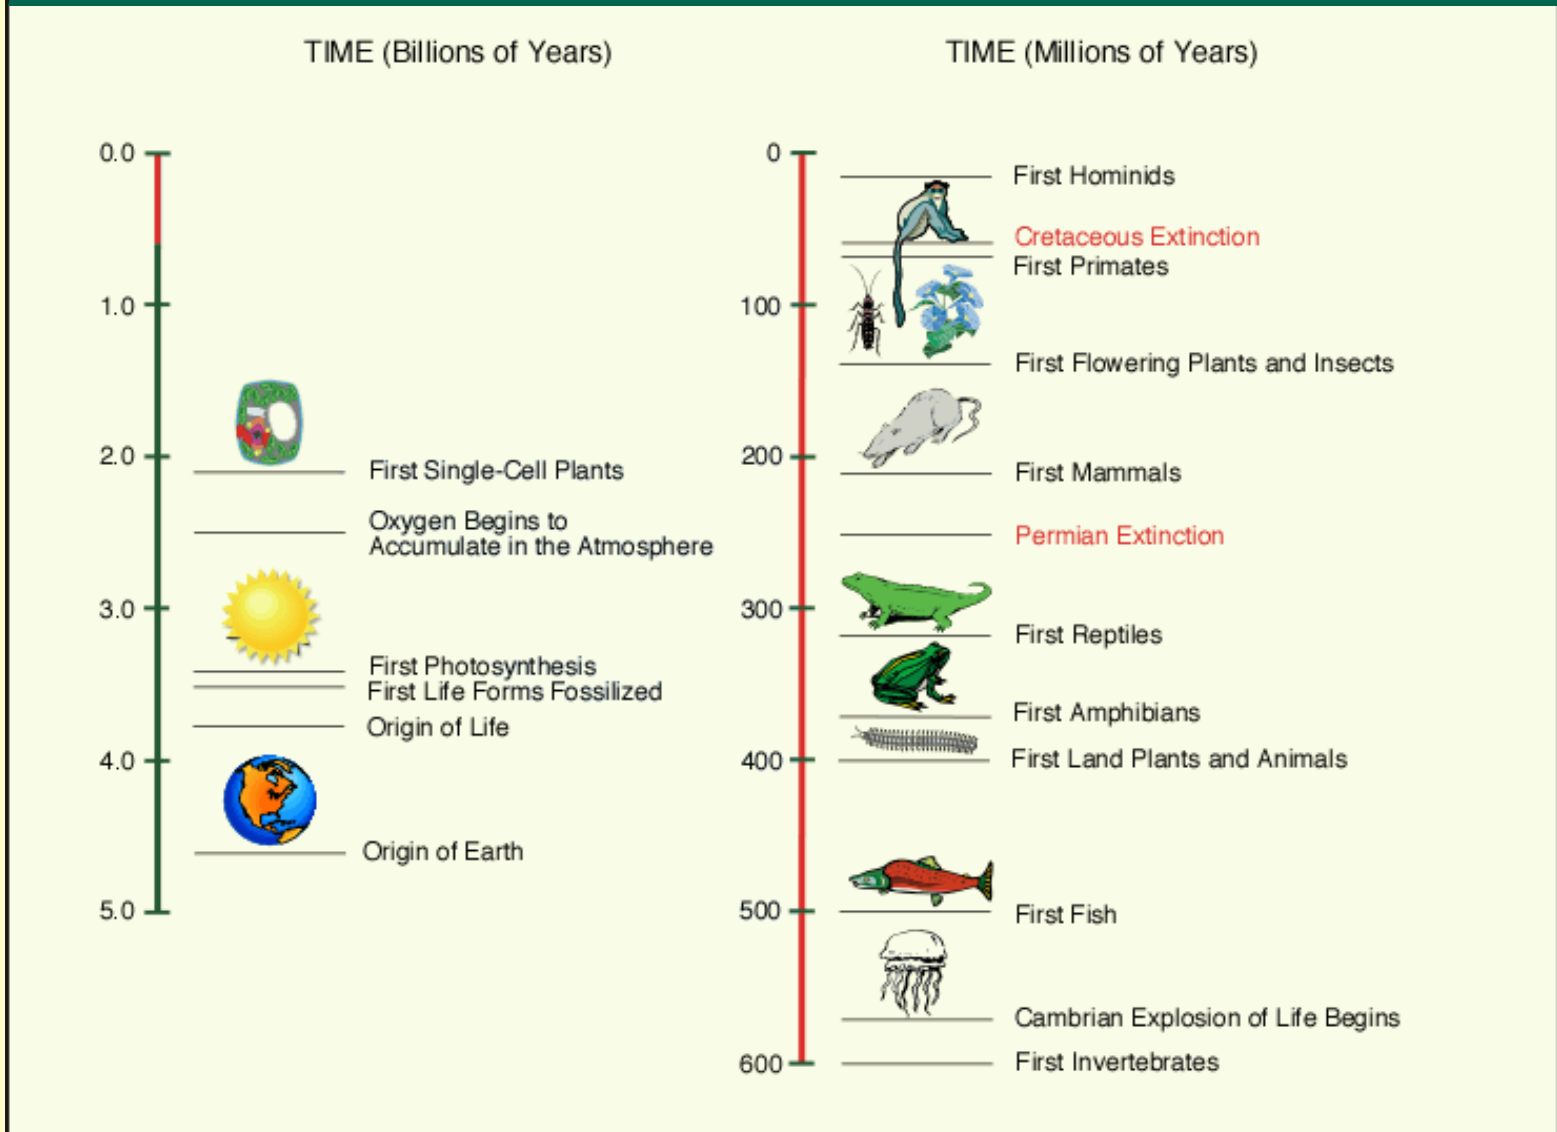 TIME (Billions of Years)
0.0
1.0
2.0
First Single-Cell Plants
Oxygen Begins to
Accumulate in the Atmosphere
3.0
First Photosynthesis
First Life Forms Fossilized
Origin of Life
4.0
Origin of Earth
5.0
TIME (Millions of Years)
0
First Hominids
Cretaceous Extinction
First Primates
100
First Flowering Plants and Insects
200
First Mammals
Permian Extinction
300
First Reptiles
First Amphibians
400
First Land Plants and Animals
500
First Fish
Cambrian Explosion of Life Begins
600
First Invertebrates